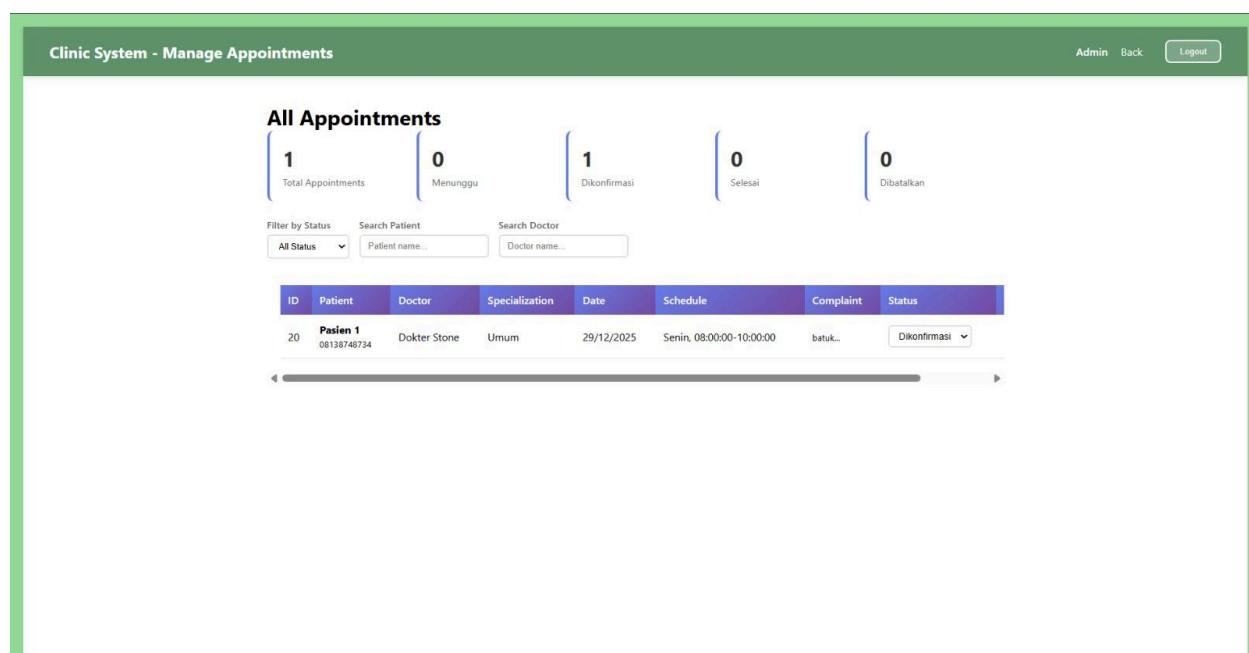 Clinic System - Manage Appointments
Admin Back Logout
All Appointments
1 0 1 0 0
Total Appointments Menunggu Dikonfirmasi Selesai Dibatalkan
Filter by Status Search Patient Search Doctor
All Status Patient name... Doctor name...
ID Patient Doctor Specialization Date Schedule Complaint Status
20 Pasien 1 Dokter Stone Umum 29/12/2025 Senin, 08:00:00-10:00:00 batuk... Dikonfirmasi
08138748734